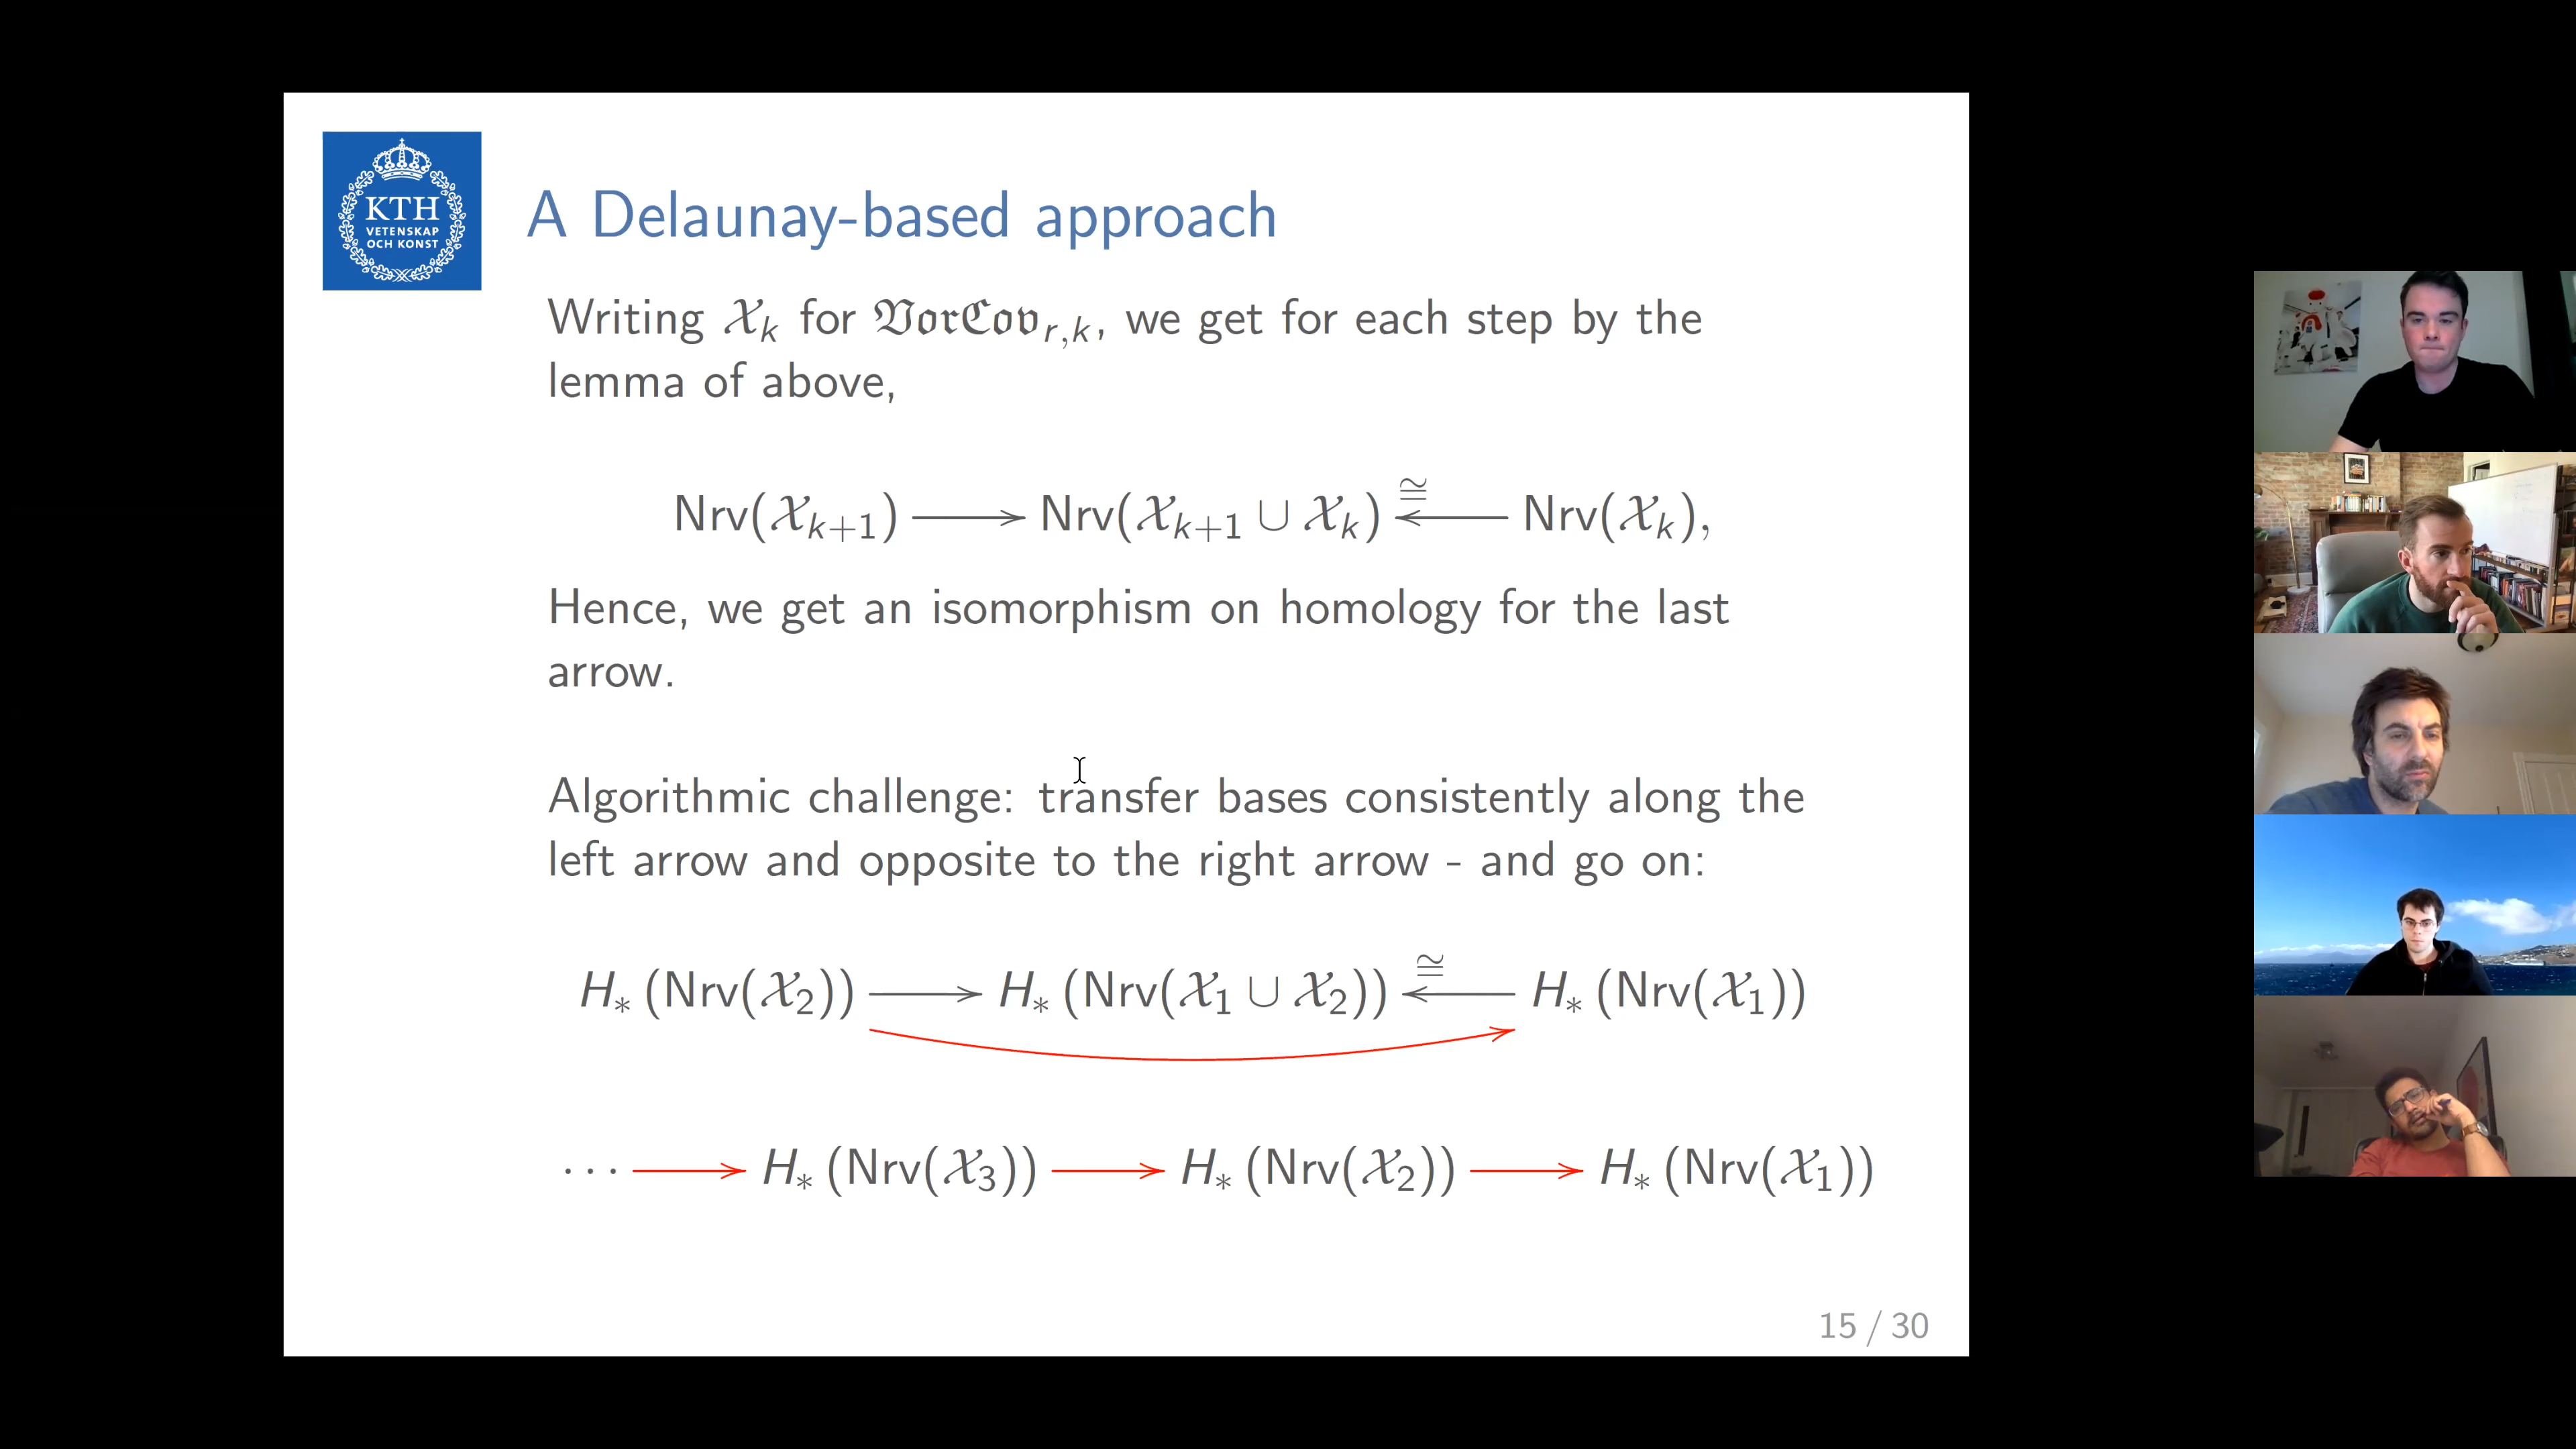 KTH
VETENSKAP
OCH KONST
A Delaunay-based approach
Writing 𝒳ₖ for 𝔙𝔬𝔯ℭ𝔬𝔳_{r,k}, we get for each step by the
lemma of above,
Nrv(𝒳_{k+1}) ⟶ Nrv(𝒳_{k+1} ∪ 𝒳_k) ≅⟵ Nrv(𝒳_k),
Hence, we get an isomorphism on homology for the last
arrow.
Algorithmic challenge: transfer bases consistently along the
left arrow and opposite to the right arrow - and go on:
H_* (Nrv(𝒳_2)) ⟶ H_* (Nrv(𝒳_1 ∪ 𝒳_2)) ≅⟵ H_* (Nrv(𝒳_1))
⋯ ⟶ H_* (Nrv(𝒳_3)) ⟶ H_* (Nrv(𝒳_2)) ⟶ H_* (Nrv(𝒳_1))
15 / 30